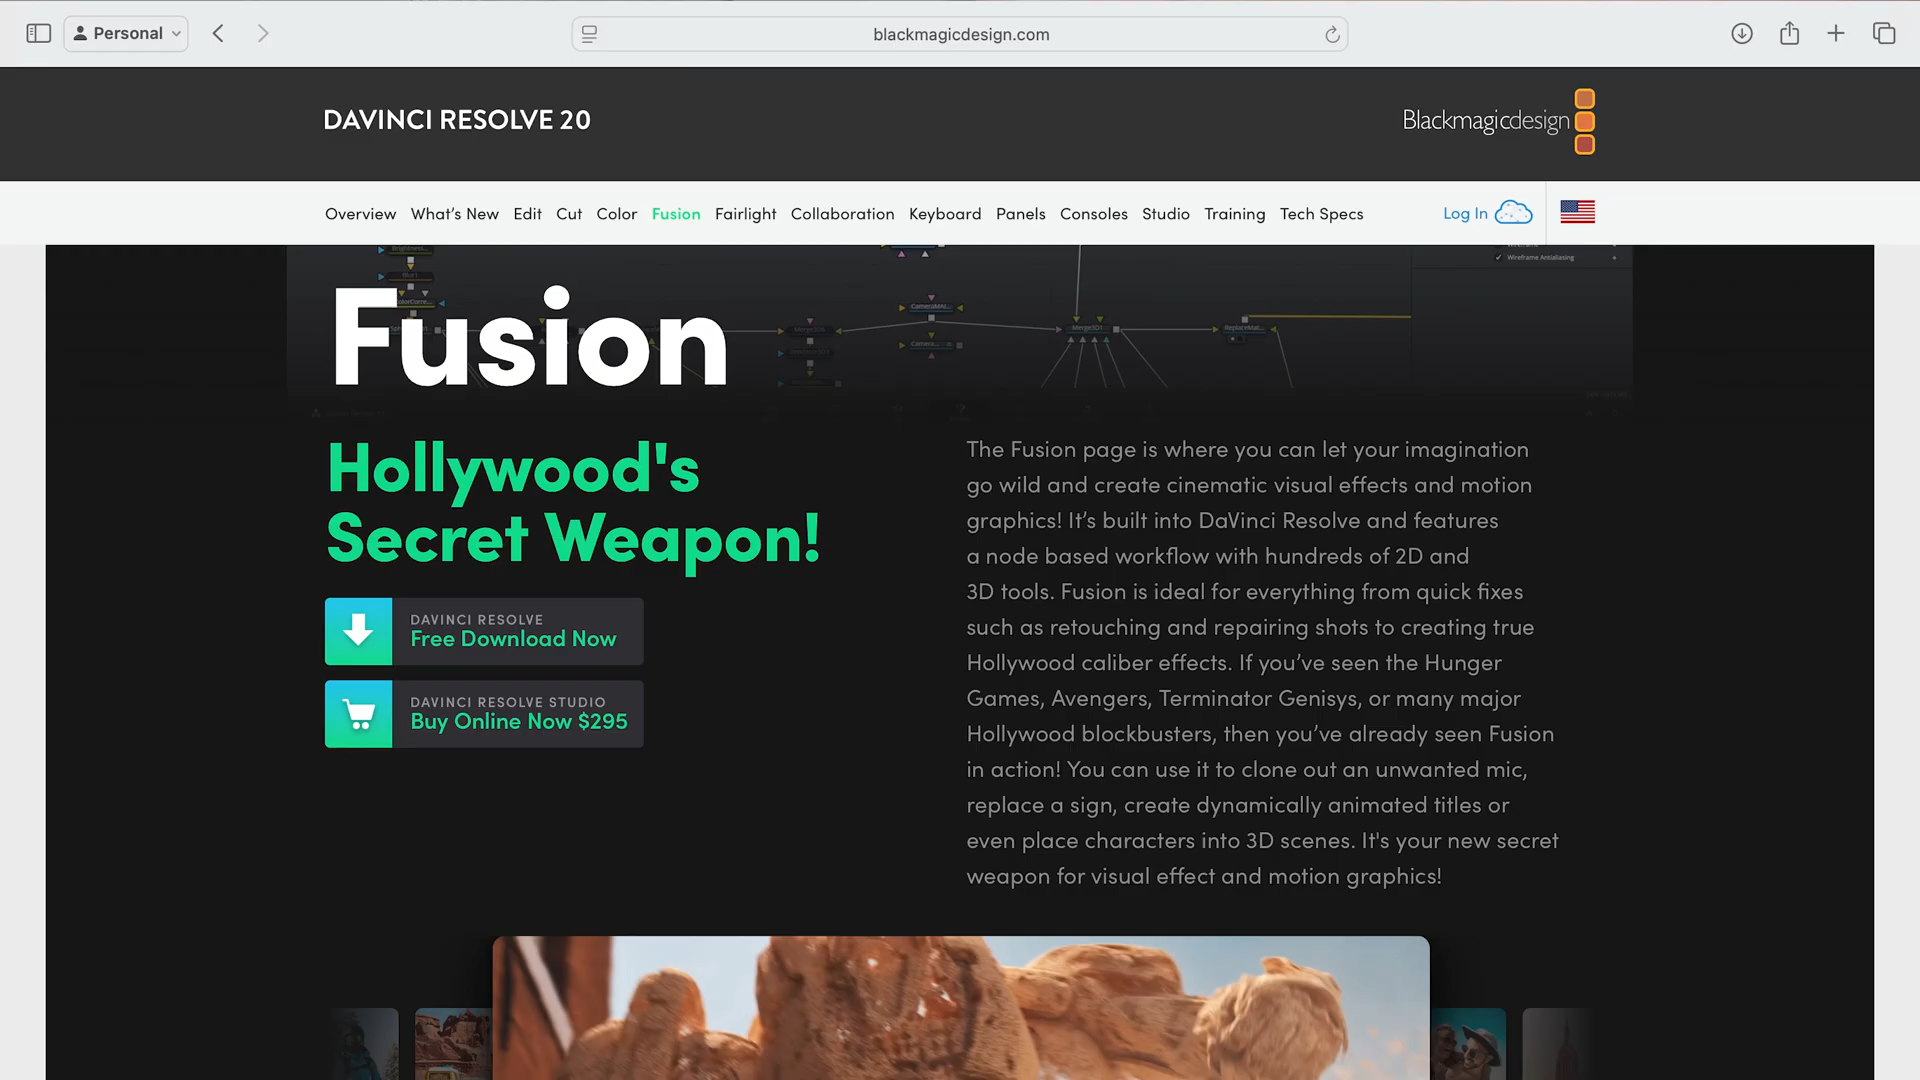 Personal
blackmagicdesign.com
DAVINCI RESOLVE 20
Blackmagicdesign
Overview What's New Edit Cut Color Fusion Fairlight Collaboration Keyboard Panels Consoles Studio Training Tech Specs Log In
Wireframe Antialiasing
Merge3D1
Fusion
Hollywood's
Secret Weapon!
DAVINCI RESOLVE
Free Download Now
DAVINCI RESOLVE STUDIO
Buy Online Now $295
The Fusion page is where you can let your imagination
go wild and create cinematic visual effects and motion
graphics! It's built into DaVinci Resolve and features
a node based workflow with hundreds of 2D and
3D tools. Fusion is ideal for everything from quick fixes
such as retouching and repairing shots to creating true
Hollywood caliber effects. If you've seen the Hunger
Games, Avengers, Terminator Genisys, or many major
Hollywood blockbusters, then you've already seen Fusion
in action! You can use it to clone out an unwanted mic,
replace a sign, create dynamically animated titles or
even place characters into 3D scenes. It's your new secret
weapon for visual effect and motion graphics!